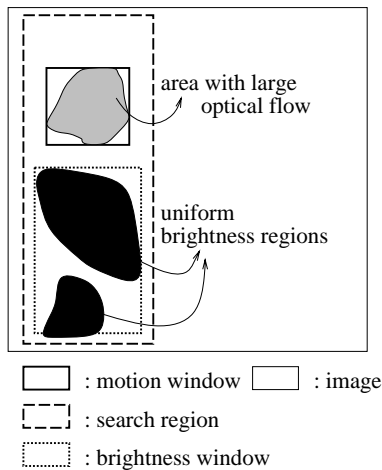 area with large
optical flow
uniform
brightness regions
: motion window : image
: search region
: brightness window